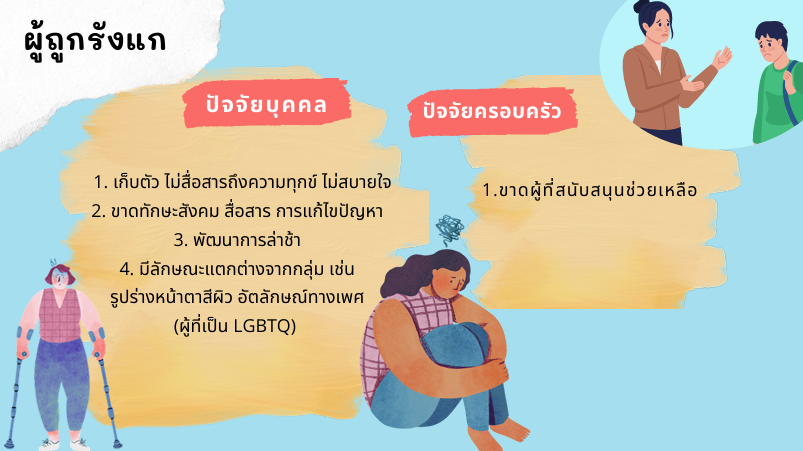 ผู้ถูกรังแก
ปัจจัยบุคคล
1. เก็บตัว ไม่สื่อสารถึงความทุกข์ ไม่สบายใจ
2. ขาดทักษะสังคม สื่อสาร การแก้ไขปัญหา
3. พัฒนาการล่าช้า
4. มีลักษณะแตกต่างจากกลุ่ม เช่น
รูปร่างหน้าตาสีผิว อัตลักษณ์ทางเพศ
(ผู้ที่เป็น LGBTQ)
ปัจจัยครอบครัว
1.ขาดผู้ที่สนับสนุนช่วยเหลือ